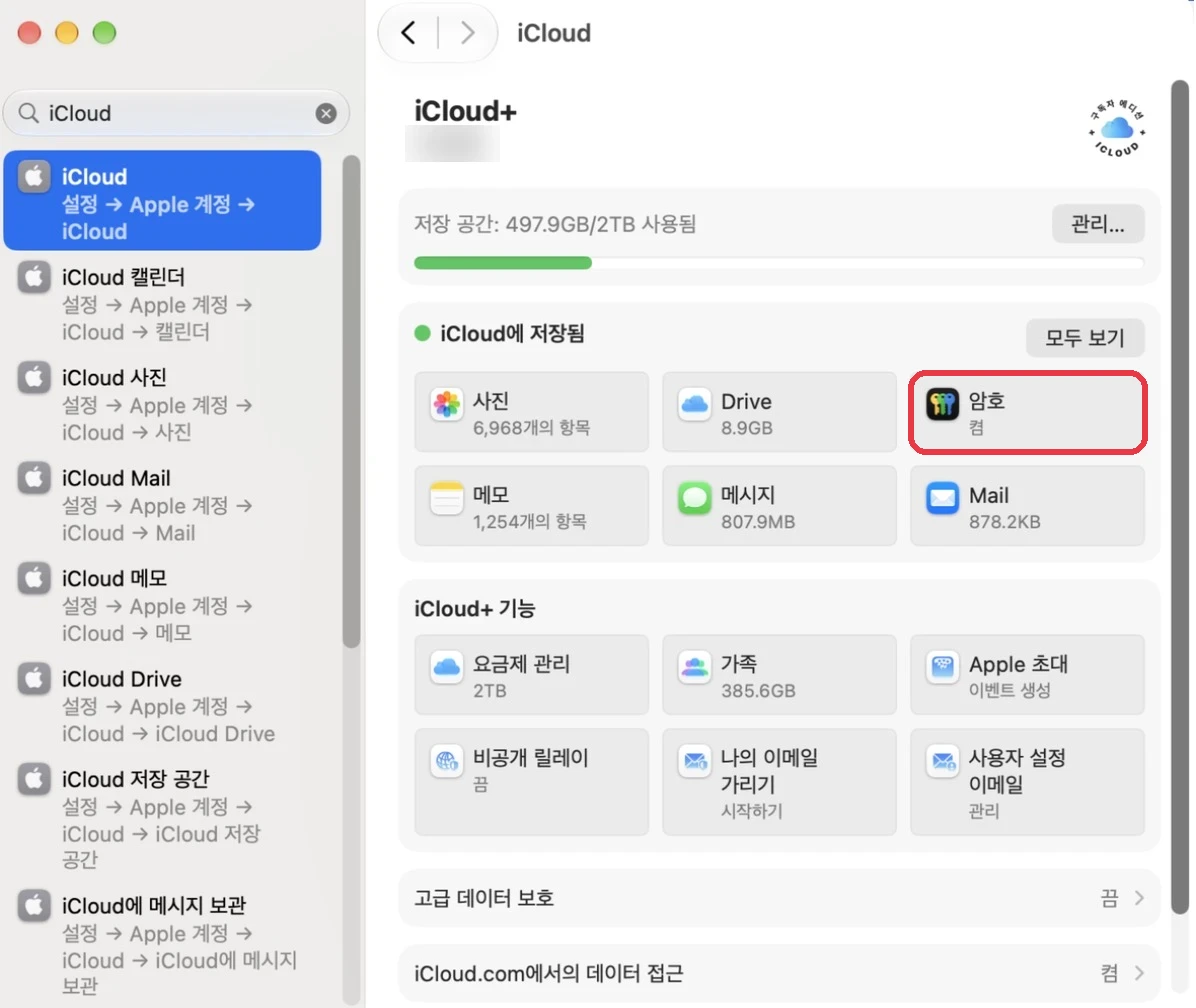 iCloud
iCloud
설정 → Apple 계정 →
iCloud
iCloud 캘린더
설정 → Apple 계정 →
iCloud → 캘린더
iCloud 사진
설정 → Apple 계정 →
iCloud → 사진
iCloud Mail
설정 → Apple 계정 →
iCloud → Mail
iCloud 메모
설정 → Apple 계정 →
iCloud → 메모
iCloud Drive
설정 → Apple 계정 →
iCloud → iCloud Drive
iCloud 저장 공간
설정 → Apple 계정 →
iCloud → iCloud 저장
공간
iCloud에 메시지 보관
설정 → Apple 계정 →
iCloud → iCloud에 메시지
보관
iCloud
iCloud+
구독자 에디션
ICLOUD
저장 공간: 497.9GB/2TB 사용됨
관리...
iCloud에 저장됨
모두 보기
사진
6,968개의 항목
Drive
8.9GB
암호
켬
메모
1,254개의 항목
메시지
807.9MB
Mail
878.2KB
iCloud+ 기능
요금제 관리
2TB
가족
385.6GB
Apple 초대
이벤트 생성
비공개 릴레이
끔
나의 이메일
가리기
시작하기
사용자 설정
이메일
관리
고급 데이터 보호
끔
iCloud.com에서의 데이터 접근
켬